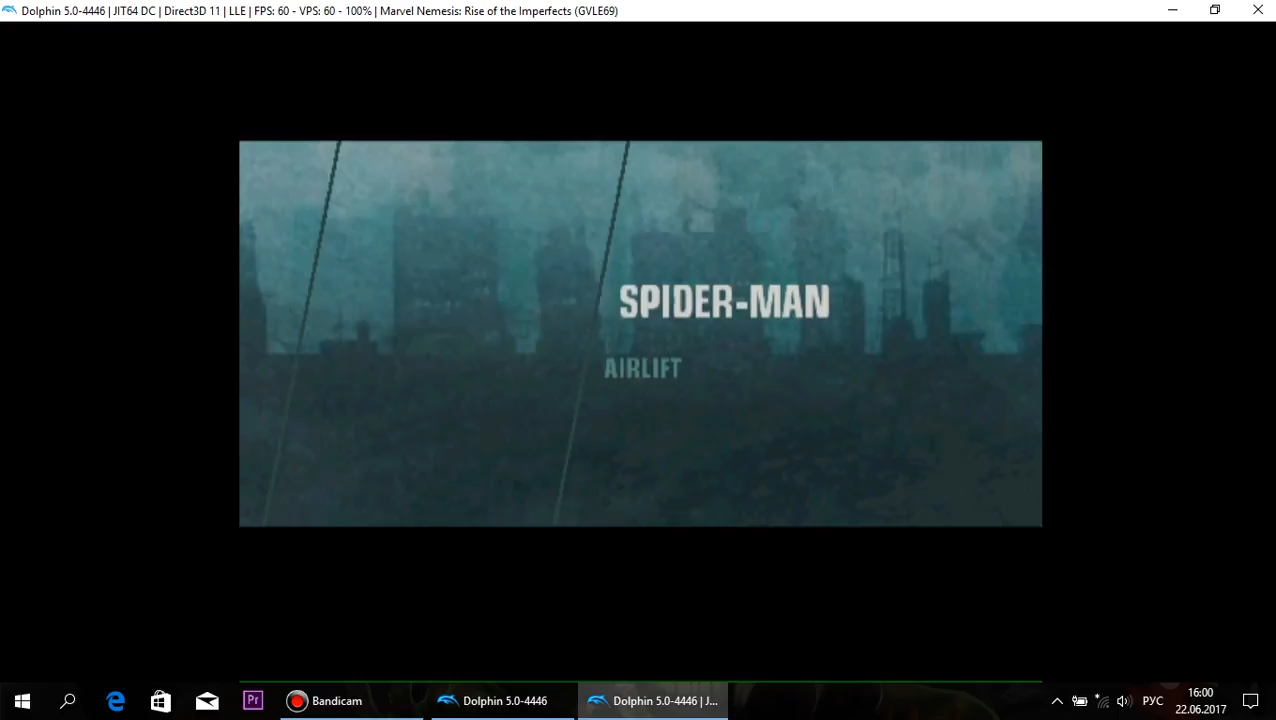 Dolphin 5.0-4446 | JIT64 DC | Direct3D 11 | LLE | FPS: 60 - VPS: 60 - 100% | Marvel Nemesis: Rise of the Imperfects (GVLE69)
SPIDER-MAN
AIRLIFT
Pr
Bandicam
Dolphin 5.0-4446
Dolphin 5.0-4446 | J...
РУС
16:00
22.06.2017